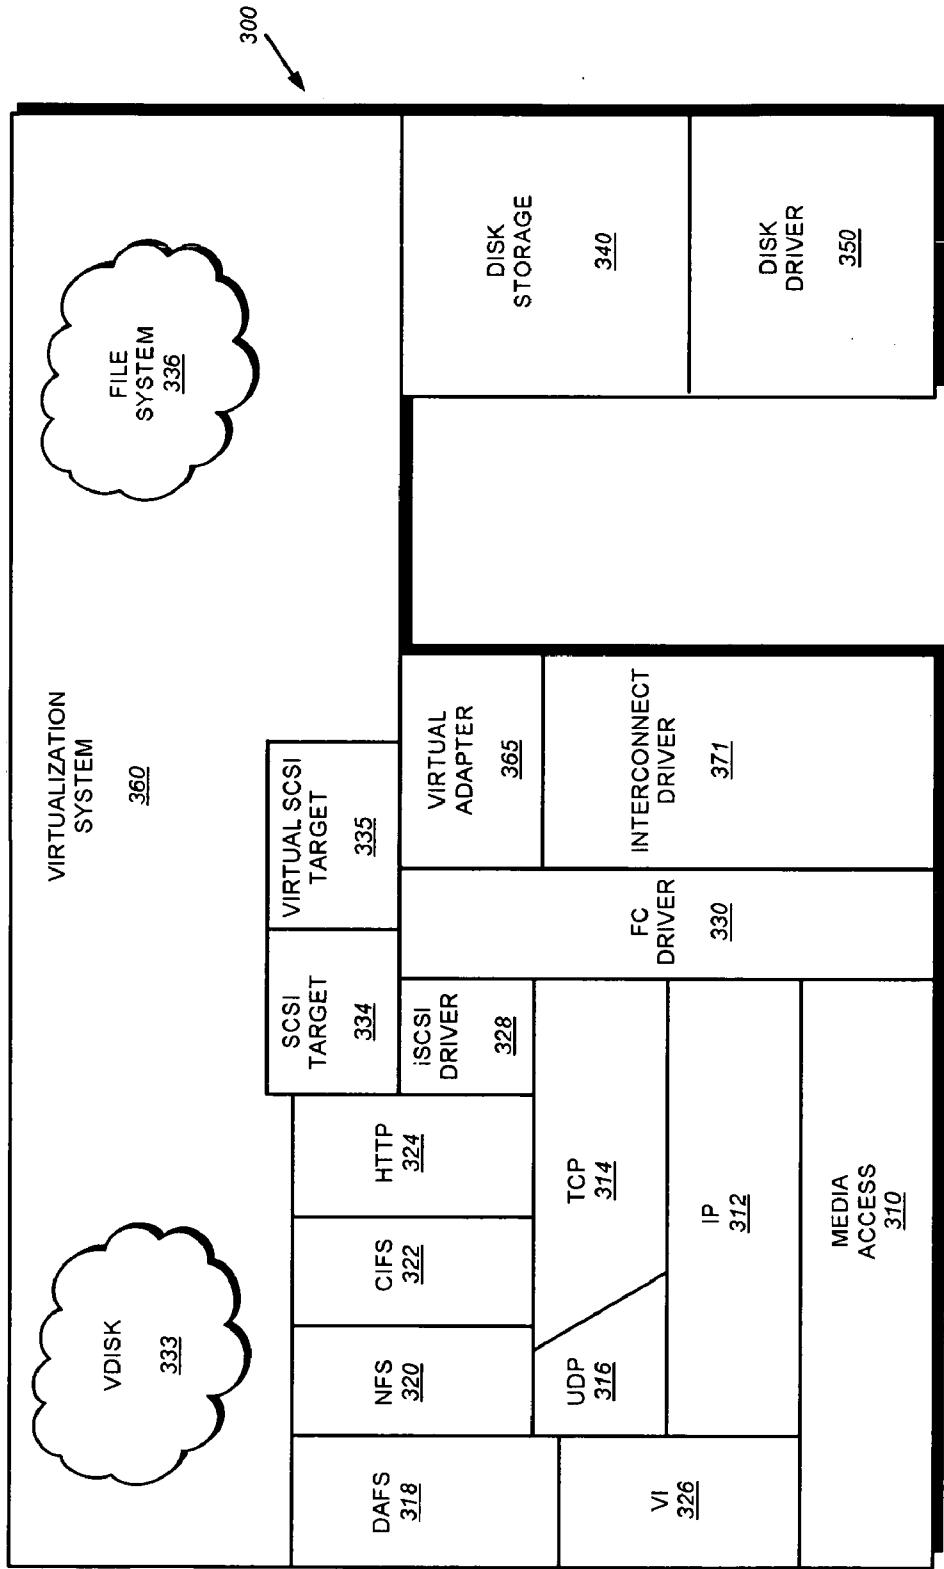 300
VIRTUALIZATION
SYSTEM
360
VDISK
333
FILE
SYSTEM
336
SCSI
TARGET
334
VIRTUAL SCSI
TARGET
335
DAFS
318
NFS
320
CIFS
322
HTTP
324
iSCSI
DRIVER
328
VIRTUAL
ADAPTER
365
DISK
STORAGE
340
VI
326
UDP
316
TCP
314
FC
DRIVER
330
INTERCONNECT
DRIVER
371
IP
312
DISK
DRIVER
350
MEDIA
ACCESS
310